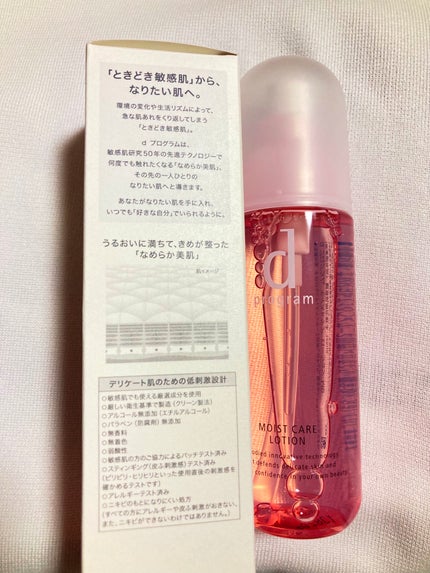 「ときどき敏感肌」から、
なりたい肌へ。
環境の変化や生活リズムによって、
急な肌あれをくり返してしまう
「ときどき敏感肌」。
d プログラムは、
敏感肌研究50年の先進テクノロジーで
何度でも触れたくなる「なめらか美肌」、
その先の一人ひとりの
なりたい肌へと導きます。
あなたがなりたい肌を手に入れ、
いつでも「好きな自分」でいられるように。
うるおいに満ちて、きめが整った
「なめらか美肌」
肌イメージ
デリケート肌のための低刺激設計
○敏感肌でも使える厳選成分を使用
○厳しい衛生基準で製造（クリーン製法）
○アルコール無添加（エチルアルコール）
○パラベン（防腐剤）無添加
○無香料
○無着色
○弱酸性
○敏感肌の方のご協力によるパッチテスト済み
○スティンギング（皮ふ刺激感）テスト済み
（ピリピリ・ヒリヒリといった使用直後の刺激感を
確かめるテストです）
○アレルギーテスト済み
○ニキビのもとになりにくい処方
（すべての方にアレルギーや皮ふ刺激がおきない、
また、ニキビができないわけではありません。）
d
program
MOIST CARE
LOTION
innovative technology
defends delicate skin and
confidence in your own beauty